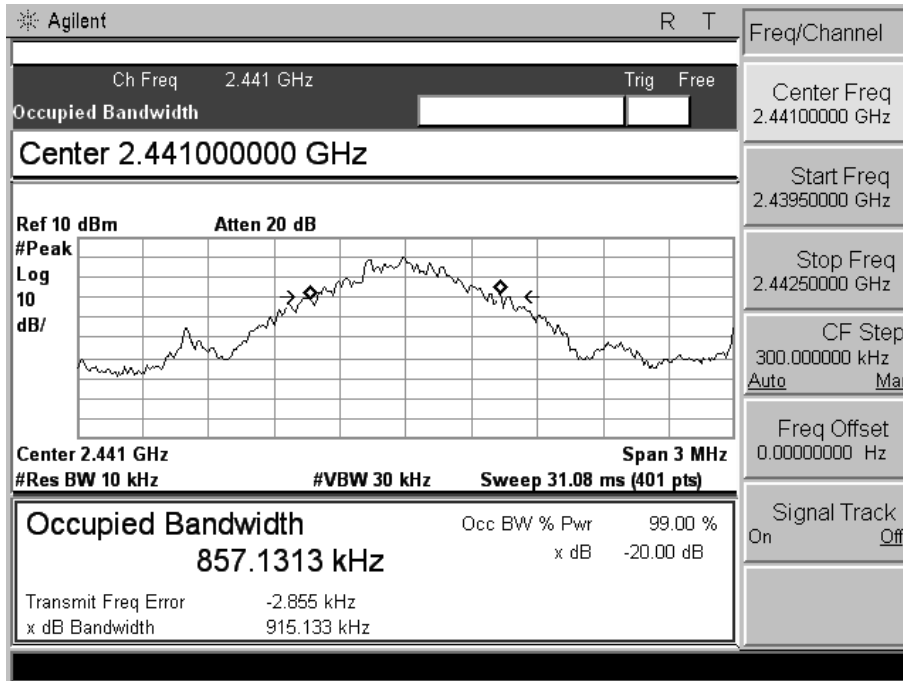 Agilent R T
Freq/Channel
Ch Freq 2.441 GHz Trig Free
Occupied Bandwidth
Center 2.441000000 GHz
Ref 10 dBm Atten 20 dB
#Peak
Log
10
dB/
Center 2.441 GHz Span 3 MHz
#Res BW 10 kHz #VBW 30 kHz Sweep 31.08 ms (401 pts)
Occupied Bandwidth
857.1313 kHz
Occ BW % Pwr 99.00 %
x dB -20.00 dB
Transmit Freq Error -2.855 kHz
x dB Bandwidth 915.133 kHz
Center Freq
2.44100000 GHz
Start Freq
2.43950000 GHz
Stop Freq
2.44250000 GHz
CF Step
300.000000 kHz
Auto Mar
Freq Offset
0.00000000 Hz
Signal Track
On Off